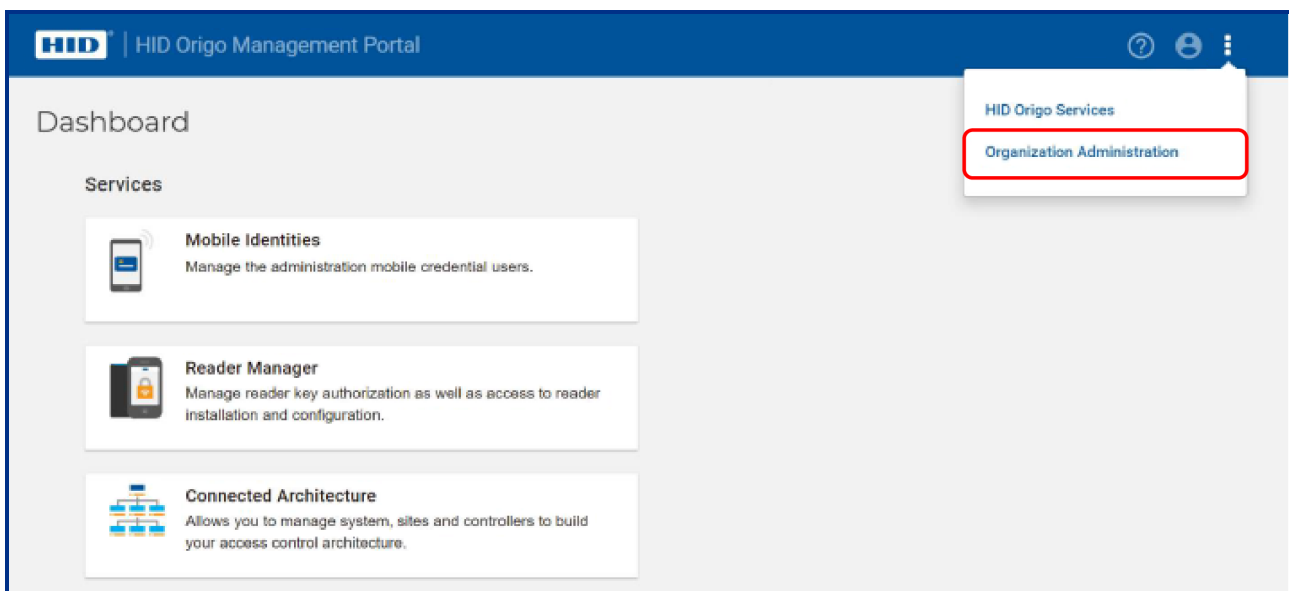 HID | HID Origo Management Portal
HID Origo Services
Organization Administration
Dashboard
Services
Mobile Identities
Manage the administration mobile credential users.
Reader Manager
Manage reader key authorization as well as access to reader
installation and configuration.
Connected Architecture
Allows you to manage system, sites and controllers to build
your access control architecture.